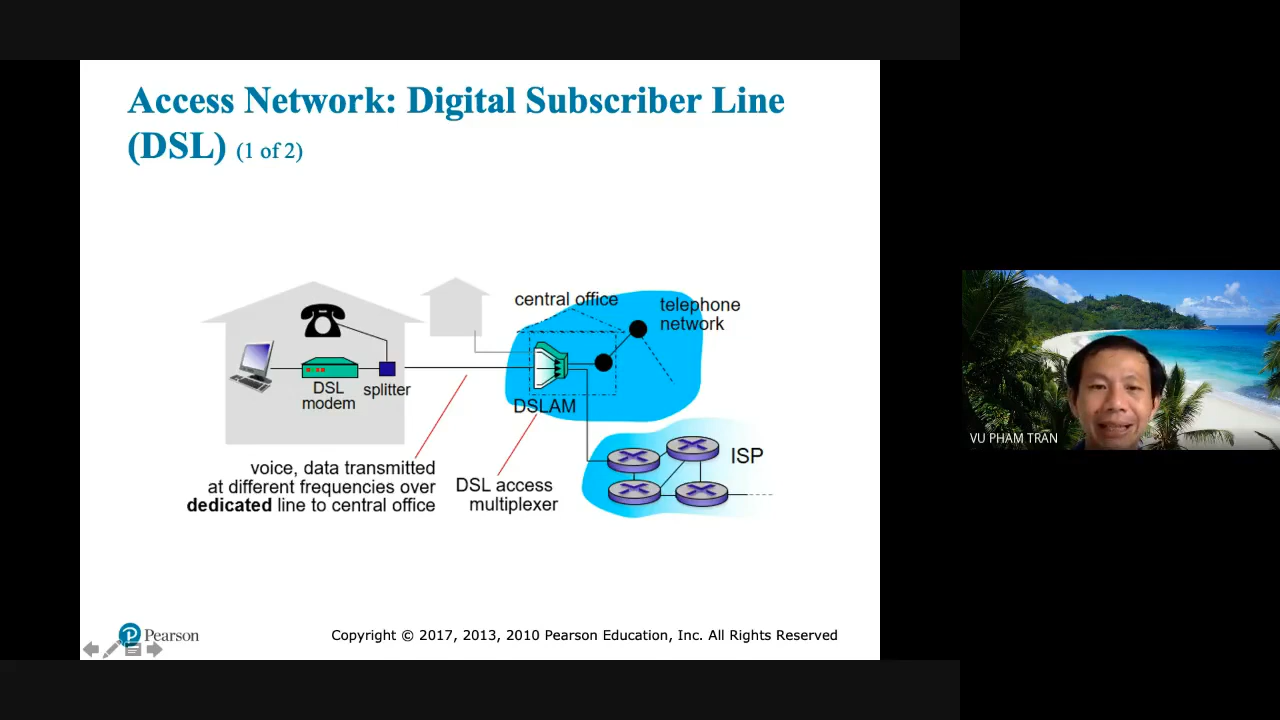 Access Network: Digital Subscriber Line
(DSL) (1 of 2)
central office
telephone
network
DSL
modem
splitter
DSLAM
ISP
voice, data transmitted
at different frequencies over
dedicated line to central office
DSL access
multiplexer
VU PHAM TRAN
Pearson
Copyright © 2017, 2013, 2010 Pearson Education, Inc. All Rights Reserved